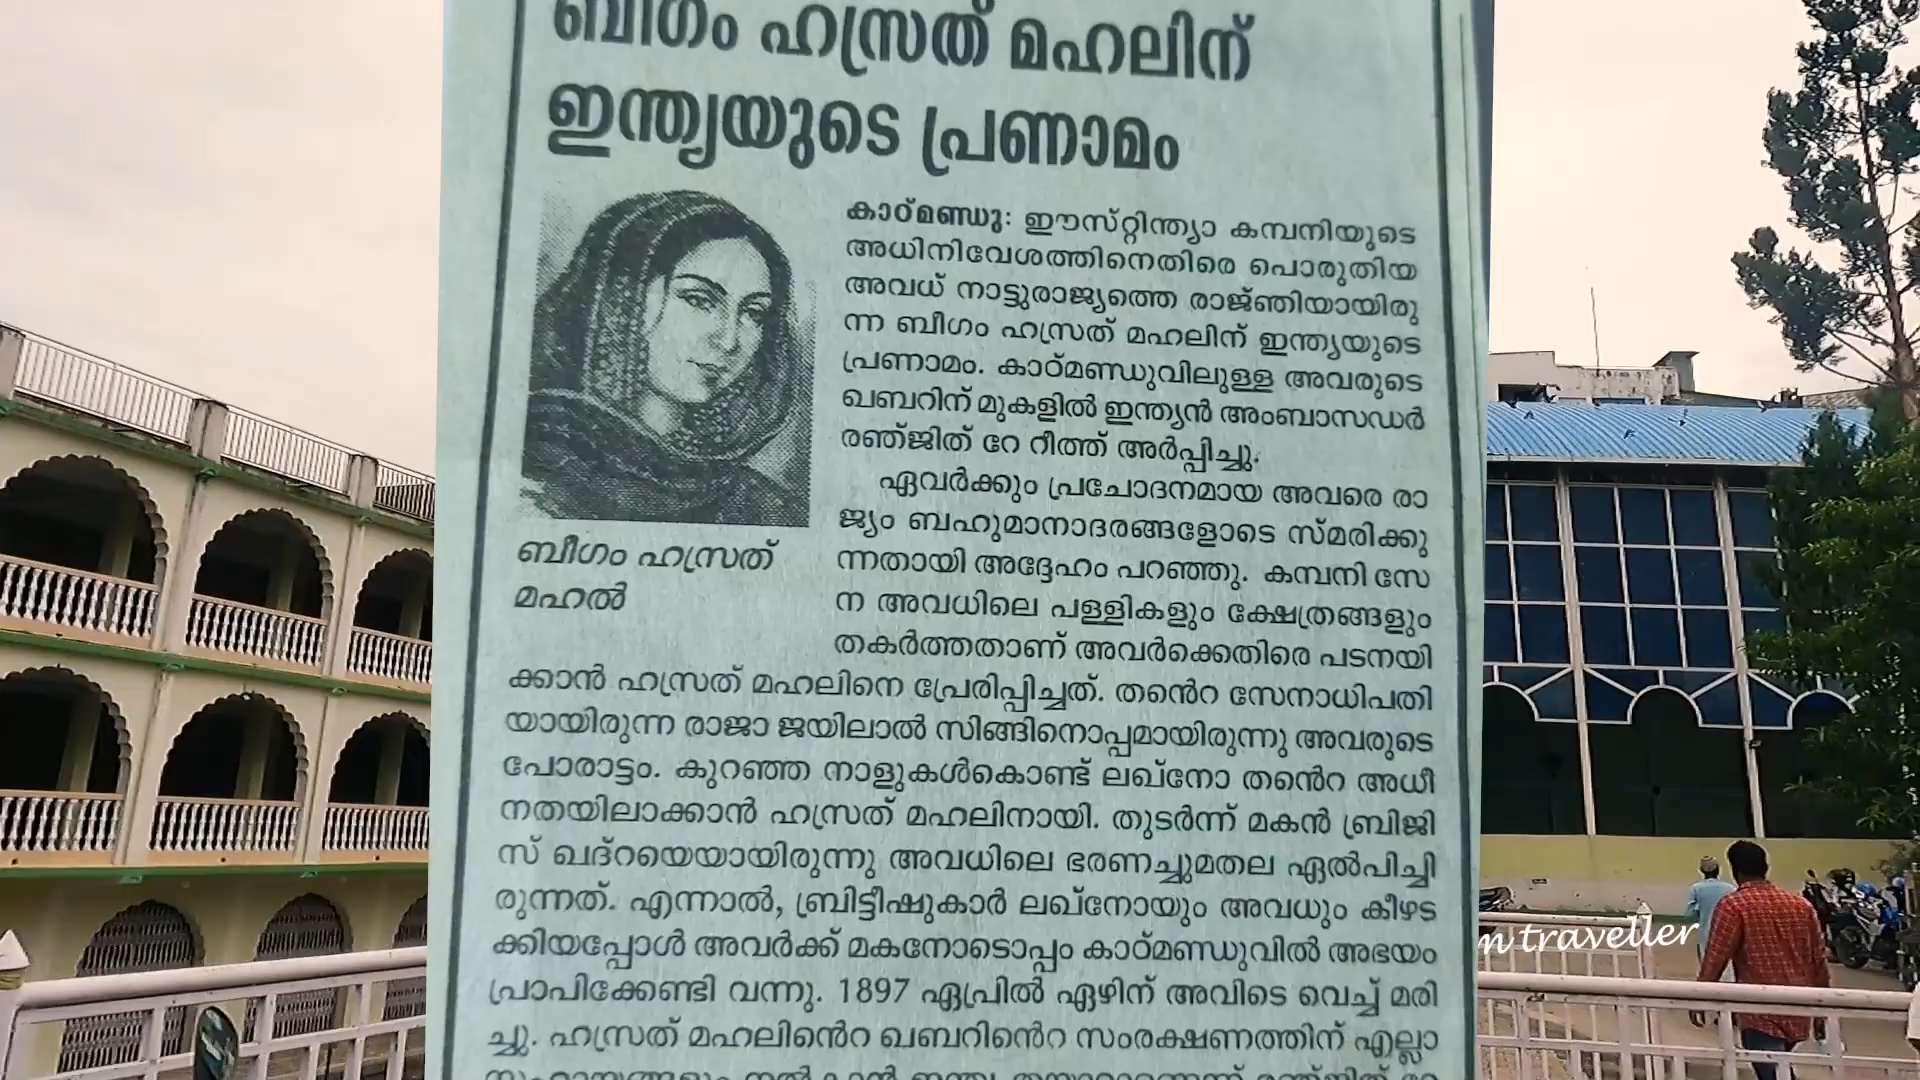 ബീഗം ഹസ്രത് മഹലിന്
ഇന്ത്യയുടെ പ്രണാമം
കാഠ്മണ്ഡു: ഈസ്റ്റിന്ത്യാ കമ്പനിയുടെ
അധിനിവേശത്തിനെതിരെ പൊരുതിയ
അവധ് നാട്ടുരാജ്യത്തെ രാജ്ഞിയായിരു
ന്ന ബീഗം ഹസ്രത് മഹലിന് ഇന്ത്യയുടെ
പ്രണാമം. കാഠ്മണ്ഡുവിലുള്ള അവരുടെ
ഖബറിന് മുകളിൽ ഇന്ത്യൻ അംബാസഡർ
രഞ്ജിത് റേ റീത്ത് അർപ്പിച്ചു.
ഏവർക്കും പ്രചോദനമായ അവരെ രാ
ജ്യം ബഹുമാനാദരങ്ങളോടെ സ്മരിക്കു
ന്നതായി അദ്ദേഹം പറഞ്ഞു. കമ്പനി സേ
ന അവധിലെ പള്ളികളും ക്ഷേത്രങ്ങളും
തകർത്തതാണ് അവർക്കെതിരെ പടനയി
ബീഗം ഹസ്രത്
മഹൽ
ക്കാൻ ഹസ്രത് മഹലിനെ പ്രേരിപ്പിച്ചത്. തൻെറ സേനാധിപതി
യായിരുന്ന രാജാ ജയിലാൽ സിങ്ങിനൊപ്പമായിരുന്നു അവരുടെ
പോരാട്ടം. കുറഞ്ഞ നാളുകൾകൊണ്ട് ലഖ്നോ തൻെറ അധീ
നതയിലാക്കാൻ ഹസ്രത് മഹലിനായി. തുടർന്ന് മകൻ ബ്രിജി
സ് ഖദ്റയെയായിരുന്നു അവധിലെ ഭരണച്ചുമതല ഏൽപിച്ചി
രുന്നത്. എന്നാൽ, ബ്രിട്ടീഷുകാർ ലഖ്നോയും അവധും കീഴട
ക്കിയപ്പോൾ അവർക്ക് മകനോടൊപ്പം കാഠ്മണ്ഡുവിൽ അഭയം
പ്രാപിക്കേണ്ടി വന്നു. 1897 ഏപ്രിൽ ഏഴിന് അവിടെ വെച്ച് മരി
ച്ചു. ഹസ്രത് മഹലിൻെറ ഖബറിൻെറ സംരക്ഷണത്തിന് എല്ലാ
n traveller